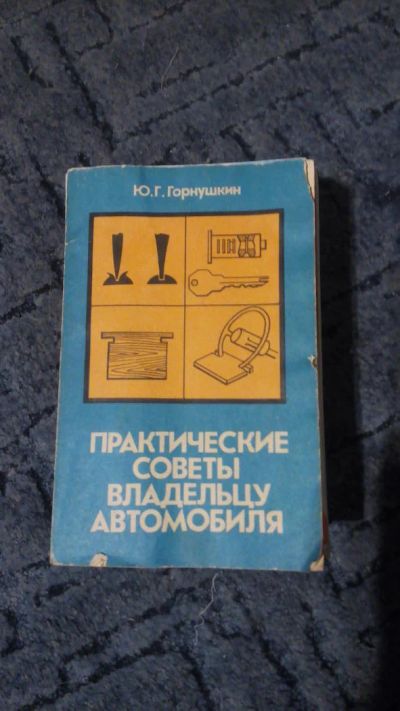 Ю.Г.Горнушкин
ПРАКТИЧЕСКИЕ
СОВЕТЫ
ВЛАДЕЛЬЦУ
АВТОМОБИЛЯ